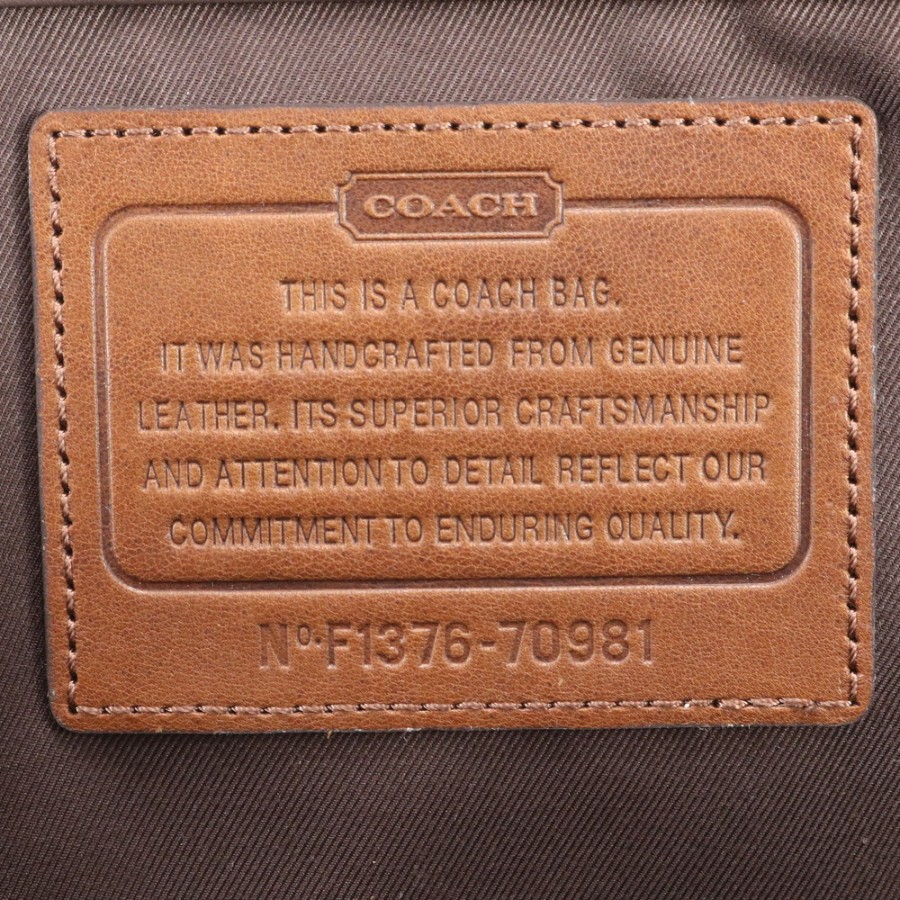 COACH
THIS IS A COACH BAG.
IT WAS HANDCRAFTED FROM GENUINE
LEATHER. ITS SUPERIOR CRAFTSMANSHIP
AND ATTENTION TO DETAIL REFLECT OUR
COMMITMENT TO ENDURING QUALITY.
Nº.F1376-70981